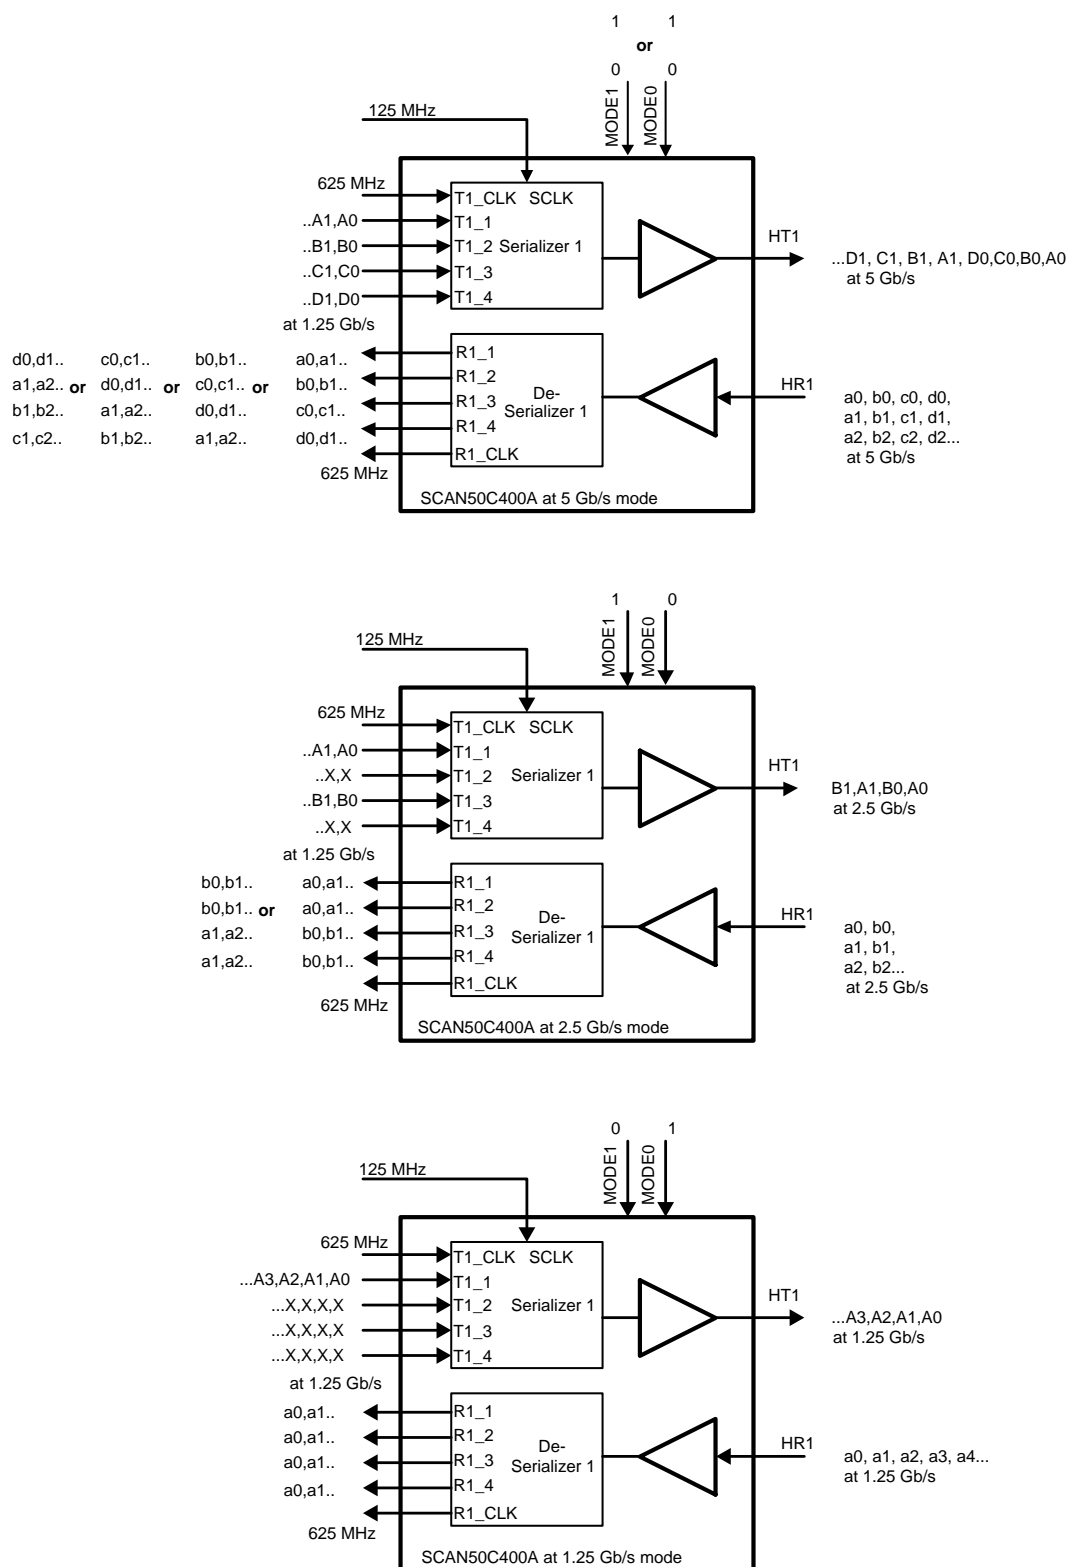 1 1
or
0 0
MODE1 MODE0
125 MHz
625 MHz
T1_CLK SCLK
..A1,A0 T1_1
..B1,B0 T1_2 Serializer 1
..C1,C0 T1_3
..D1,D0 T1_4
at 1.25 Gb/s
HT1
...D1, C1, B1, A1, D0,C0,B0,A0
at 5 Gb/s
d0,d1.. c0,c1.. b0,b1.. a0,a1.. R1_1
a1,a2.. or d0,d1.. or c0,c1.. or b0,b1.. R1_2
b1,b2.. a1,a2.. d0,d1.. c0,c1.. R1_3
c1,c2.. b1,b2.. a1,a2.. d0,d1.. R1_4
R1_CLK
625 MHz
De-
Serializer 1
HR1
a0, b0, c0, d0,
a1, b1, c1, d1,
a2, b2, c2, d2...
at 5 Gb/s
SCAN50C400A at 5 Gb/s mode
1 0
MODE1 MODE0
125 MHz
625 MHz
T1_CLK SCLK
..A1,A0 T1_1
..X,X T1_2 Serializer 1
..B1,B0 T1_3
..X,X T1_4
at 1.25 Gb/s
HT1
B1,A1,B0,A0
at 2.5 Gb/s
b0,b1.. a0,a1.. R1_1
b0,b1.. or a0,a1.. R1_2
a1,a2.. b0,b1.. R1_3
a1,a2.. b0,b1.. R1_4
R1_CLK
625 MHz
De-
Serializer 1
HR1
a0, b0,
a1, b1,
a2, b2...
at 2.5 Gb/s
SCAN50C400A at 2.5 Gb/s mode
0 1
MODE1 MODE0
125 MHz
625 MHz
T1_CLK SCLK
...A3,A2,A1,A0 T1_1
...X,X,X,X T1_2 Serializer 1
...X,X,X,X T1_3
...X,X,X,X T1_4
at 1.25 Gb/s
HT1
...A3,A2,A1,A0
at 1.25 Gb/s
a0,a1.. R1_1
a0,a1.. R1_2
a0,a1.. R1_3
a0,a1.. R1_4
R1_CLK
625 MHz
De-
Serializer 1
HR1
a0, a1, a2, a3, a4...
at 1.25 Gb/s
SCAN50C400A at 1.25 Gb/s mode